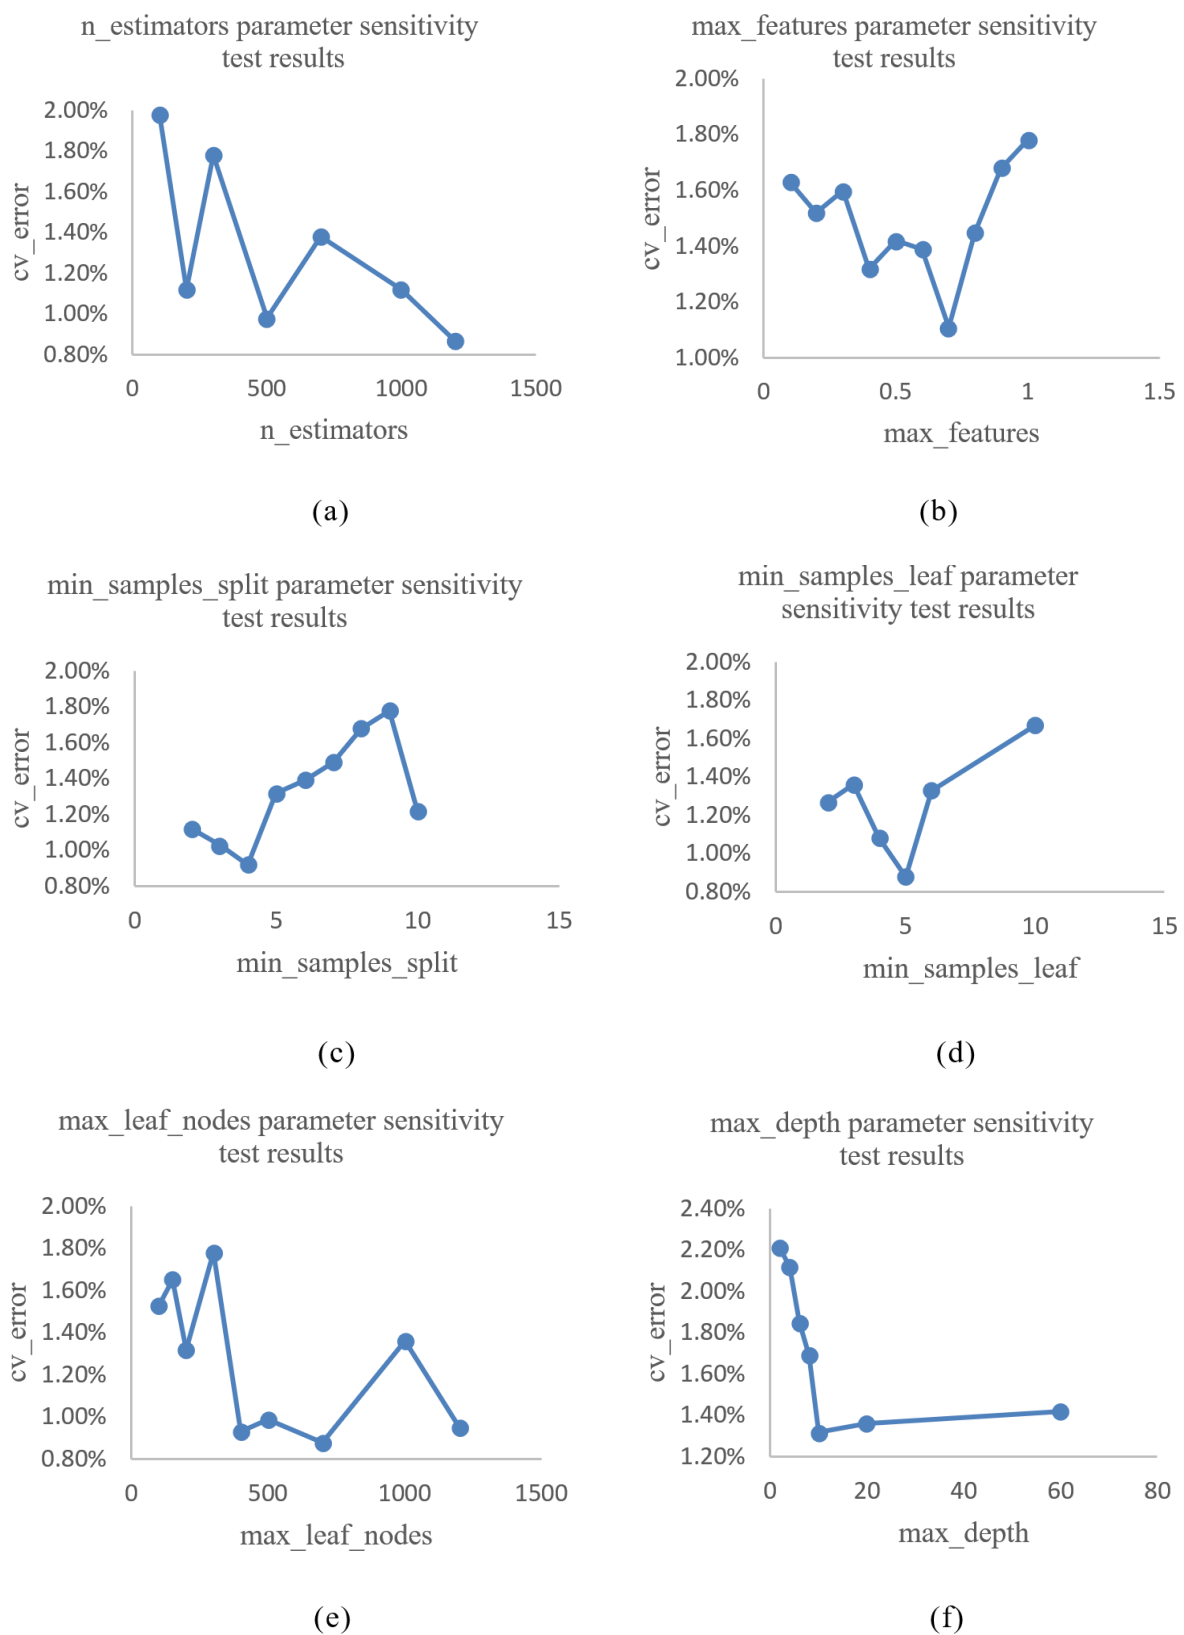 n_estimators parameter sensitivity
test results
2.00%
1.80%
1.60%
1.40%
1.20%
1.00%
0.80%
cv_error
0
500
1000
1500
n_estimators
(a)
max_features parameter sensitivity
test results
2.00%
1.80%
1.60%
1.40%
1.20%
1.00%
cv_error
0
0.5
1
1.5
max_features
(b)
min_samples_split parameter sensitivity
test results
2.00%
1.80%
1.60%
1.40%
1.20%
1.00%
0.80%
cv_error
0
5
10
15
min_samples_split
(c)
min_samples_leaf parameter
sensitivity test results
2.00%
1.80%
1.60%
1.40%
1.20%
1.00%
0.80%
cv_error
0
5
10
15
min_samples_leaf
(d)
max_leaf_nodes parameter sensitivity
test results
2.00%
1.80%
1.60%
1.40%
1.20%
1.00%
0.80%
cv_error
0
500
1000
1500
max_leaf_nodes
(e)
max_depth parameter sensitivity
test results
2.40%
2.20%
2.00%
1.80%
1.60%
1.40%
1.20%
cv_error
0
20
40
60
80
max_depth
(f)